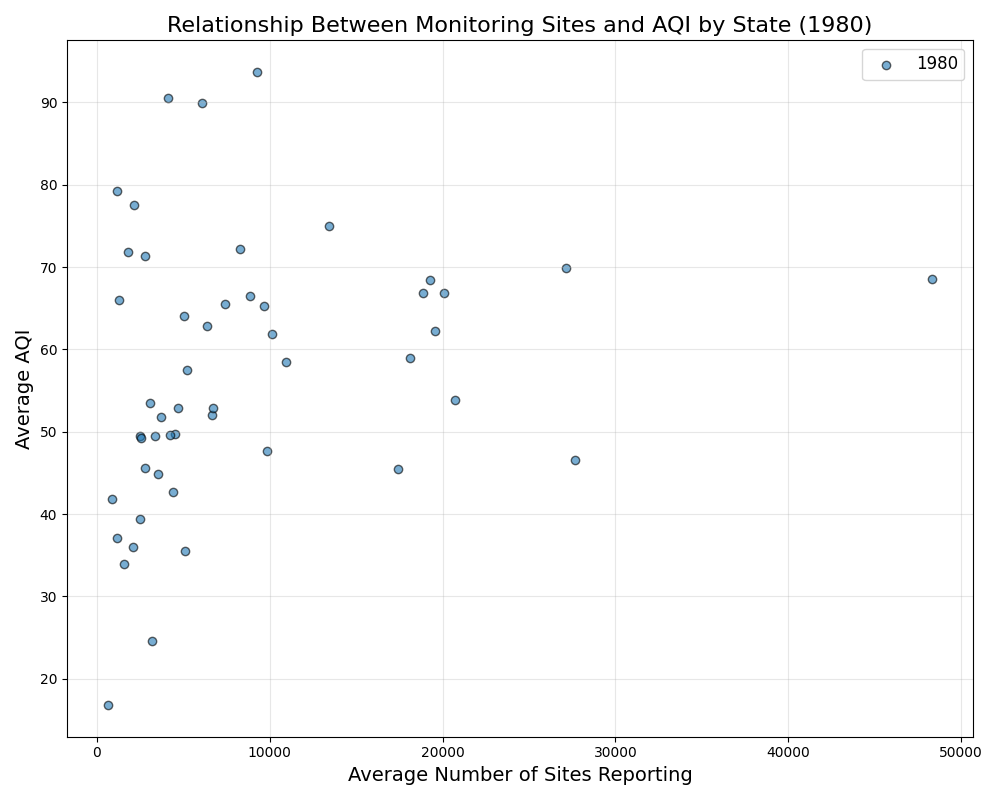 Relationship Between Monitoring Sites and AQI by State (1980)
1980
90
80
70
60
50
40
30
20
Average AQI
0 10000 20000 30000 40000 50000
Average Number of Sites Reporting